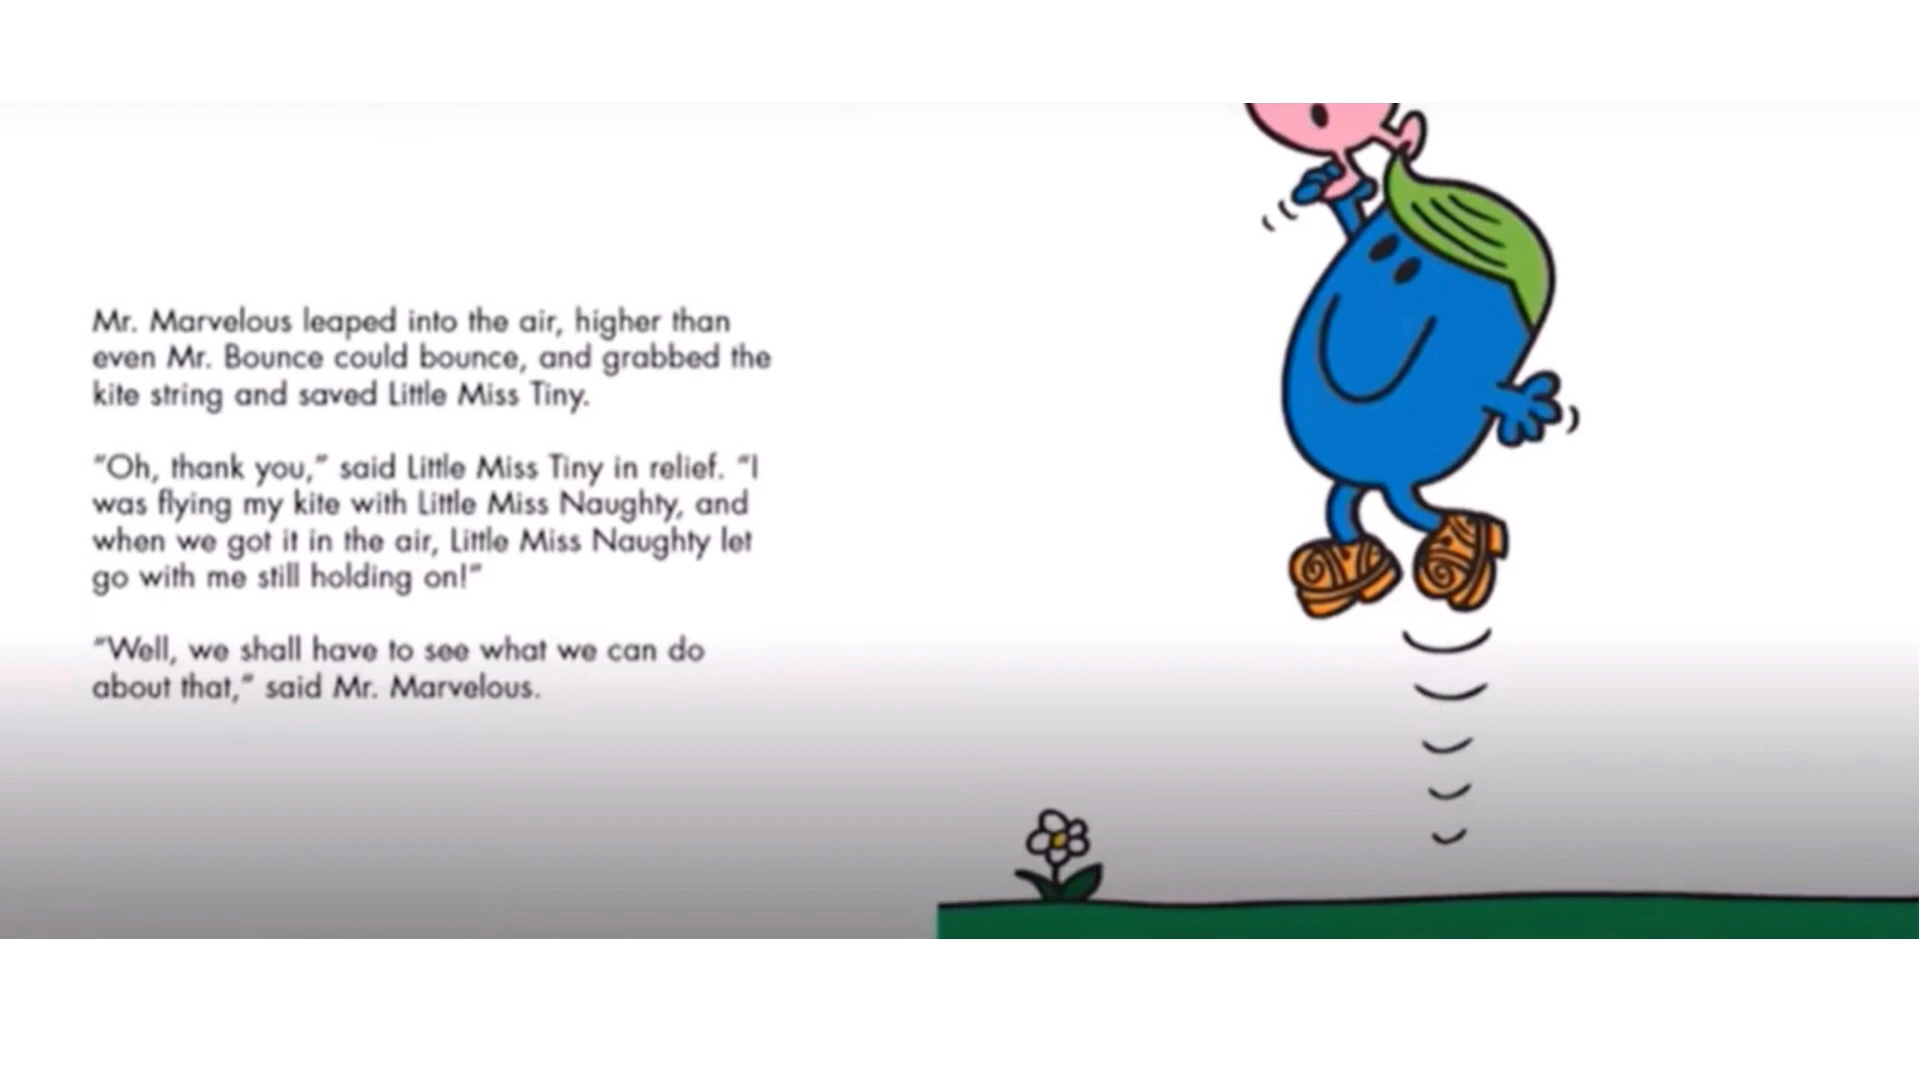 Mr. Marvelous leaped into the air, higher than
even Mr. Bounce could bounce, and grabbed the
kite string and saved Little Miss Tiny.
“Oh, thank you,” said Little Miss Tiny in relief. “I
was flying my kite with Little Miss Naughty, and
when we got it in the air, Little Miss Naughty let
go with me still holding on!”
“Well, we shall have to see what we can do
about that,” said Mr. Marvelous.